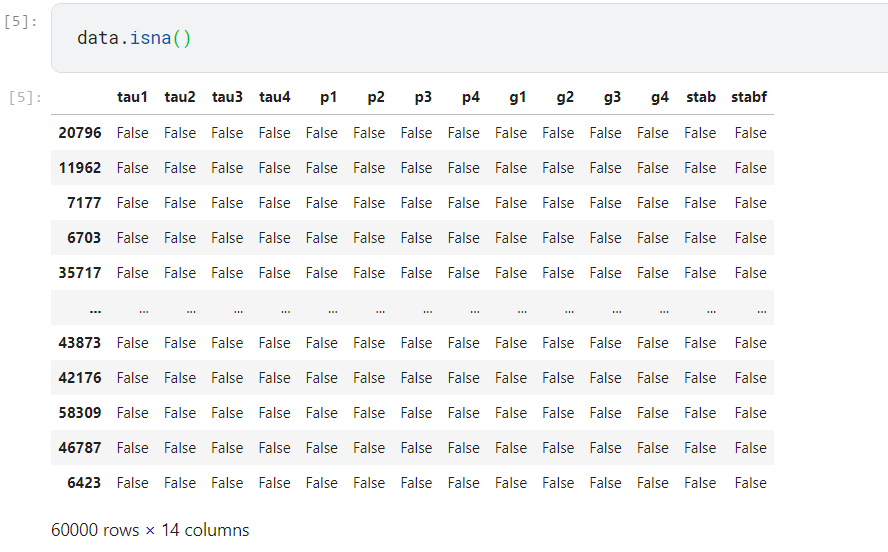 [5]: data.isna()
[5]: tau1 tau2 tau3 tau4 p1 p2 p3 p4 g1 g2 g3 g4 stab stabf
20796 False False False False False False False False False False False False False False
11962 False False False False False False False False False False False False False False
7177 False False False False False False False False False False False False False False
6703 False False False False False False False False False False False False False False
35717 False False False False False False False False False False False False False False
... ... ... ... ... ... ... ... ... ... ... ... ... ... ...
43873 False False False False False False False False False False False False False False
42176 False False False False False False False False False False False False False False
58309 False False False False False False False False False False False False False False
46787 False False False False False False False False False False False False False False
6423 False False False False False False False False False False False False False False
60000 rows × 14 columns